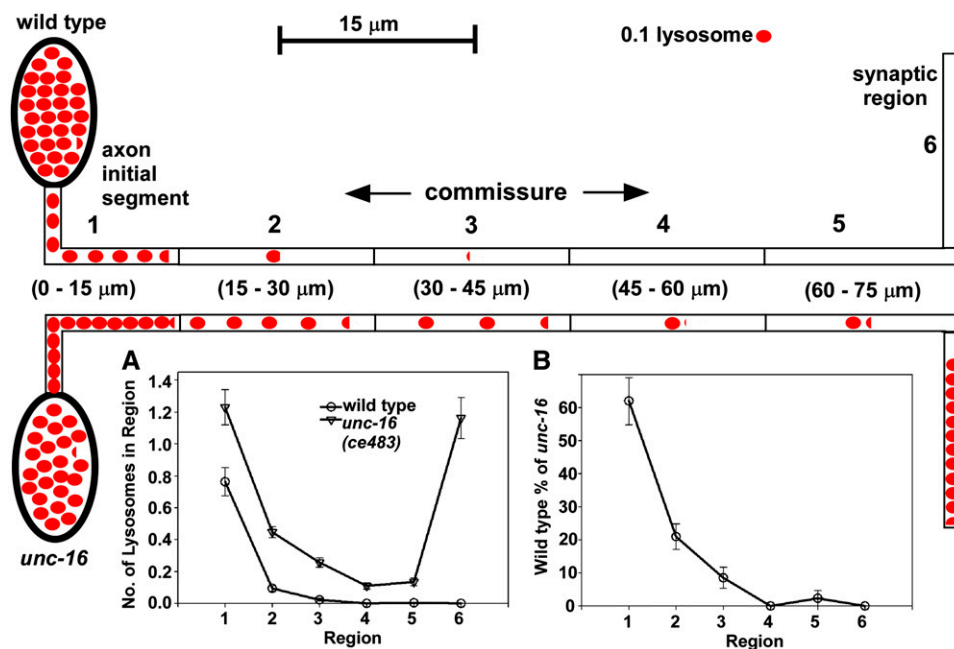 wild type
15 μm
0.1 lysosome
synaptic
region
6
axon
initial
segment
commissure
1
2
3
4
5
(0 - 15 μm)
(15 - 30 μm)
(30 - 45 μm)
(45 - 60 μm)
(60 - 75 μm)
unc-16
A
No. of Lysosomes in Region
1.4
1.2
1.0
0.8
0.6
0.4
0.2
0.0
wild type
unc-16
(ce483)
1 2 3 4 5 6
Region
B
Wild type % of unc-16
60
50
40
30
20
10
0
1 2 3 4 5 6
Region